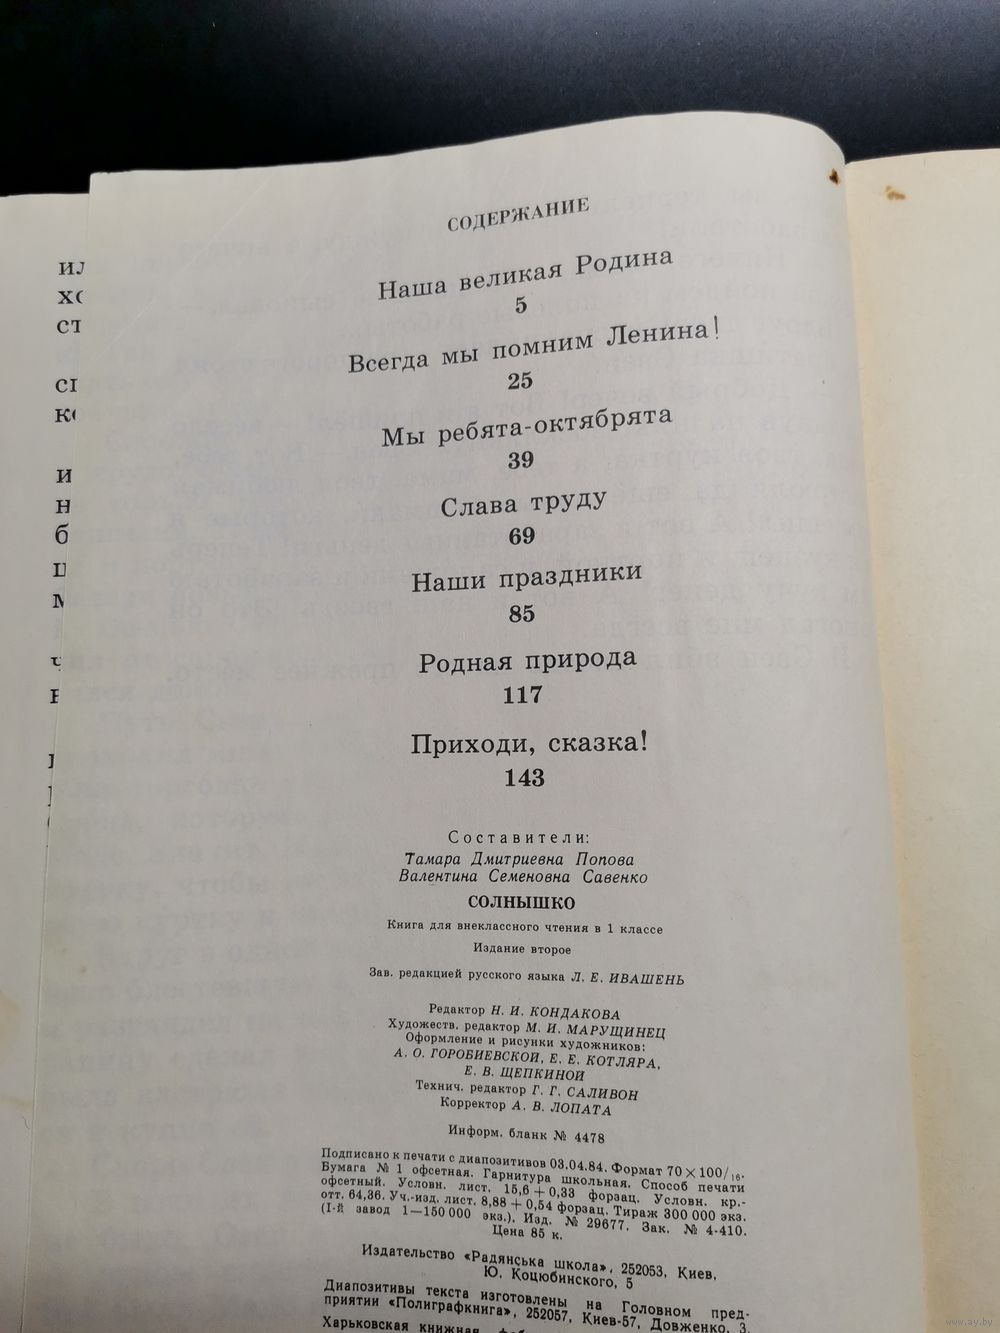 СОДЕРЖАНИЕ
Наша великая Родина
5
Всегда мы помним Ленина!
25
Мы ребята-октябрята
39
Слава труду
69
Наши праздники
85
Родная природа
117
Приходи, сказка!
143
Составители:
Тамара Дмитриевна Попова
Валентина Семеновна Савенко
СОЛНЫШКО
Книга для внеклассного чтения в 1 классе
Издание второе
Зав. редакцией русского языка Л. Е. ИВАШЕНЬ
Редактор Н. И. КОНДАКОВА
Художеств. редактор М. И. МАРУЩИНЕЦ
Оформление и рисунки художников:
А. О. ГОРОБИЕВСКОЙ, Е. Е. КОТЛЯРА,
Е. В. ЩЕПКИНОЙ
Технич. редактор Г. Г. САЛИВОН
Корректор А. В. ЛОПАТА
Информ. бланк № 4478
Подписано к печати с диапозитивов 03.04.84. Формат 70×100/16.
Бумага № 1 офсетная. Гарнитура школьная. Способ печати
офсетный. Условн. лист. 15,6+0,33 форзац. Условн. кр.-
отт. 64,36. Уч.-изд. лист. 8,88+0,54 форзац. Тираж 300 000 экз.
(I-й завод 1—150 000 экз.). Изд. № 29677. Зак. № 4-410.
Цена 85 к.
Издательство «Радянська школа», 252053, Киев,
Ю. Коцюбинского, 5
Диапозитивы текста изготовлены на Головном пред-
приятии «Полиграфкнига», 252057, Киев-57, Довженко, 3.
Харьковская книжная
www.ay.by